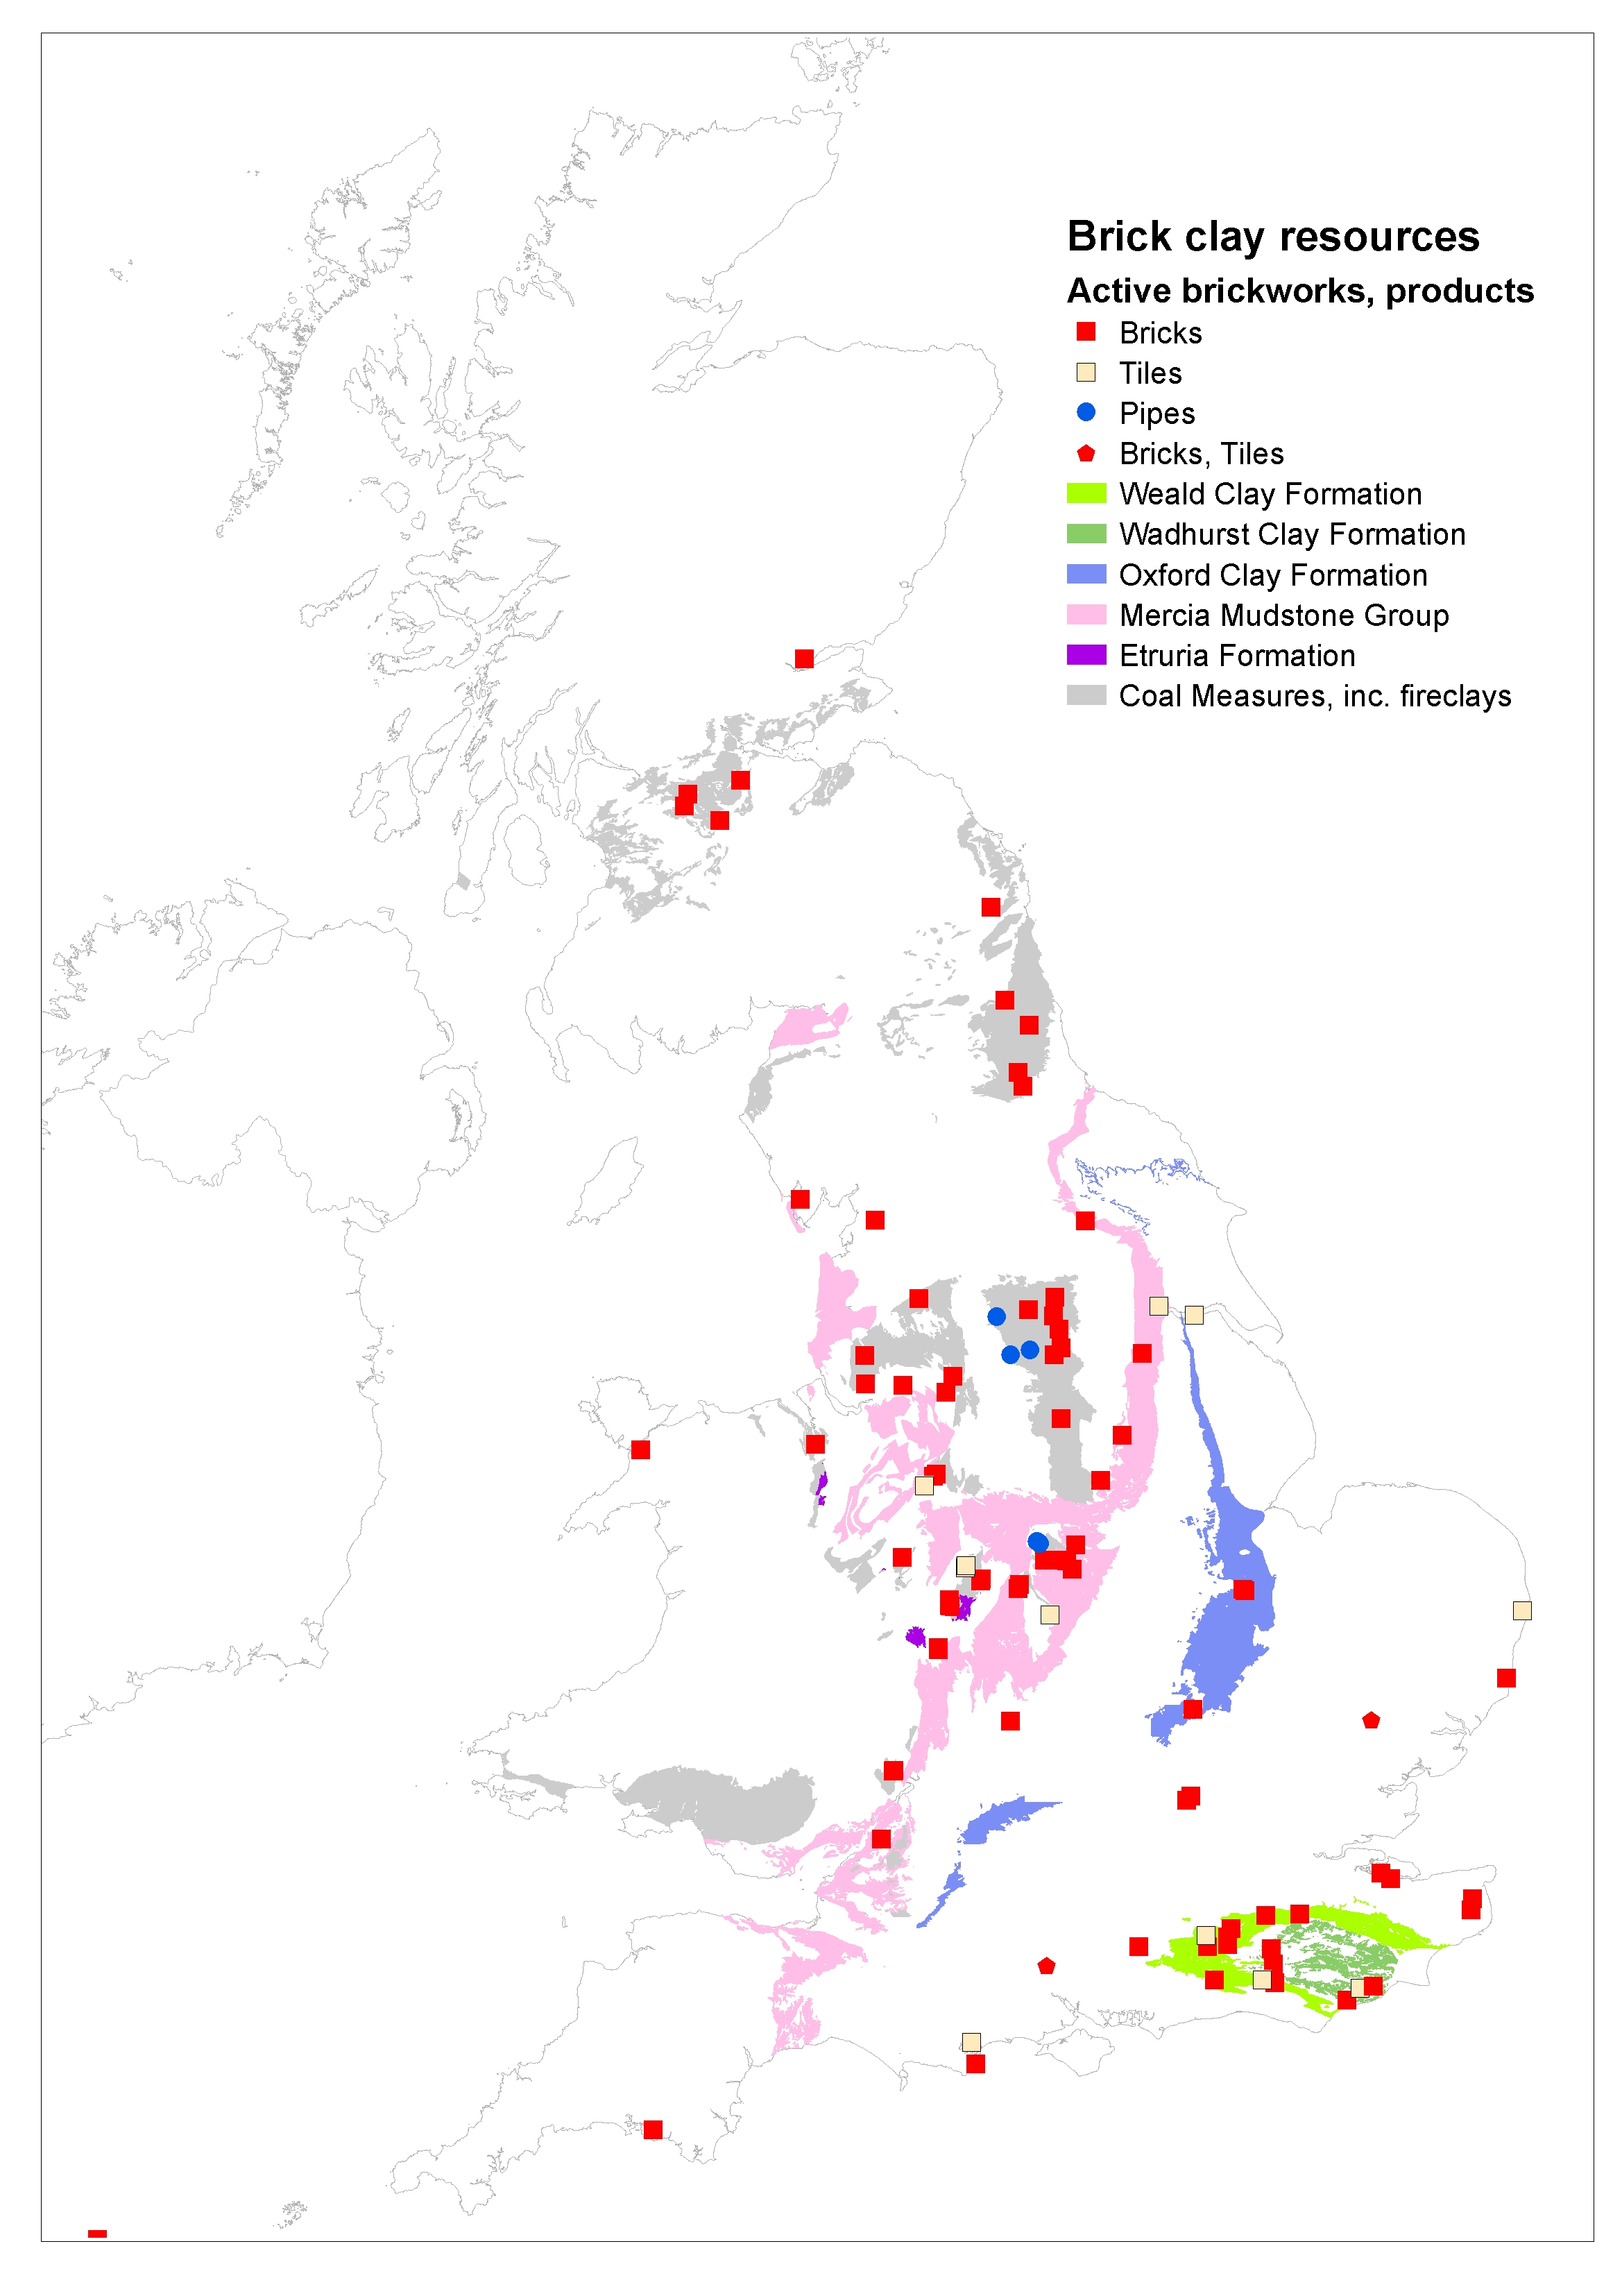 Brick clay resources
Active brickworks, products
Bricks
Tiles
Pipes
Bricks, Tiles
Weald Clay Formation
Wadhurst Clay Formation
Oxford Clay Formation
Mercia Mudstone Group
Etruria Formation
Coal Measures, inc. fireclays